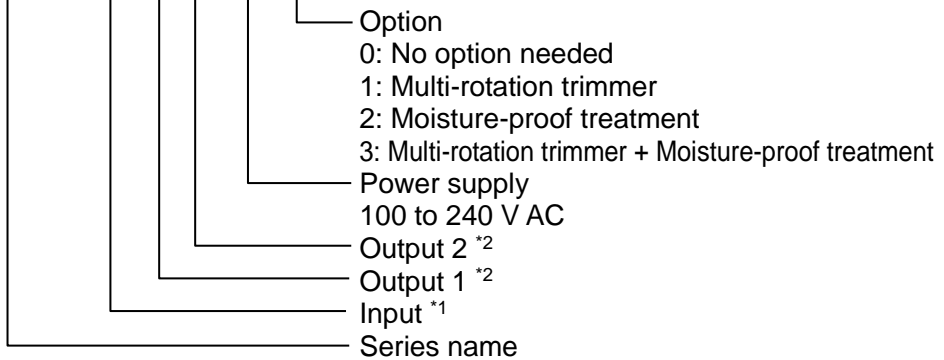 Option
0: No option needed
1: Multi-rotation trimmer
2: Moisture-proof treatment
3: Multi-rotation trimmer + Moisture-proof treatment
Power supply
100 to 240 V AC
Output 2 *2
Output 1 *2
Input *1
Series name